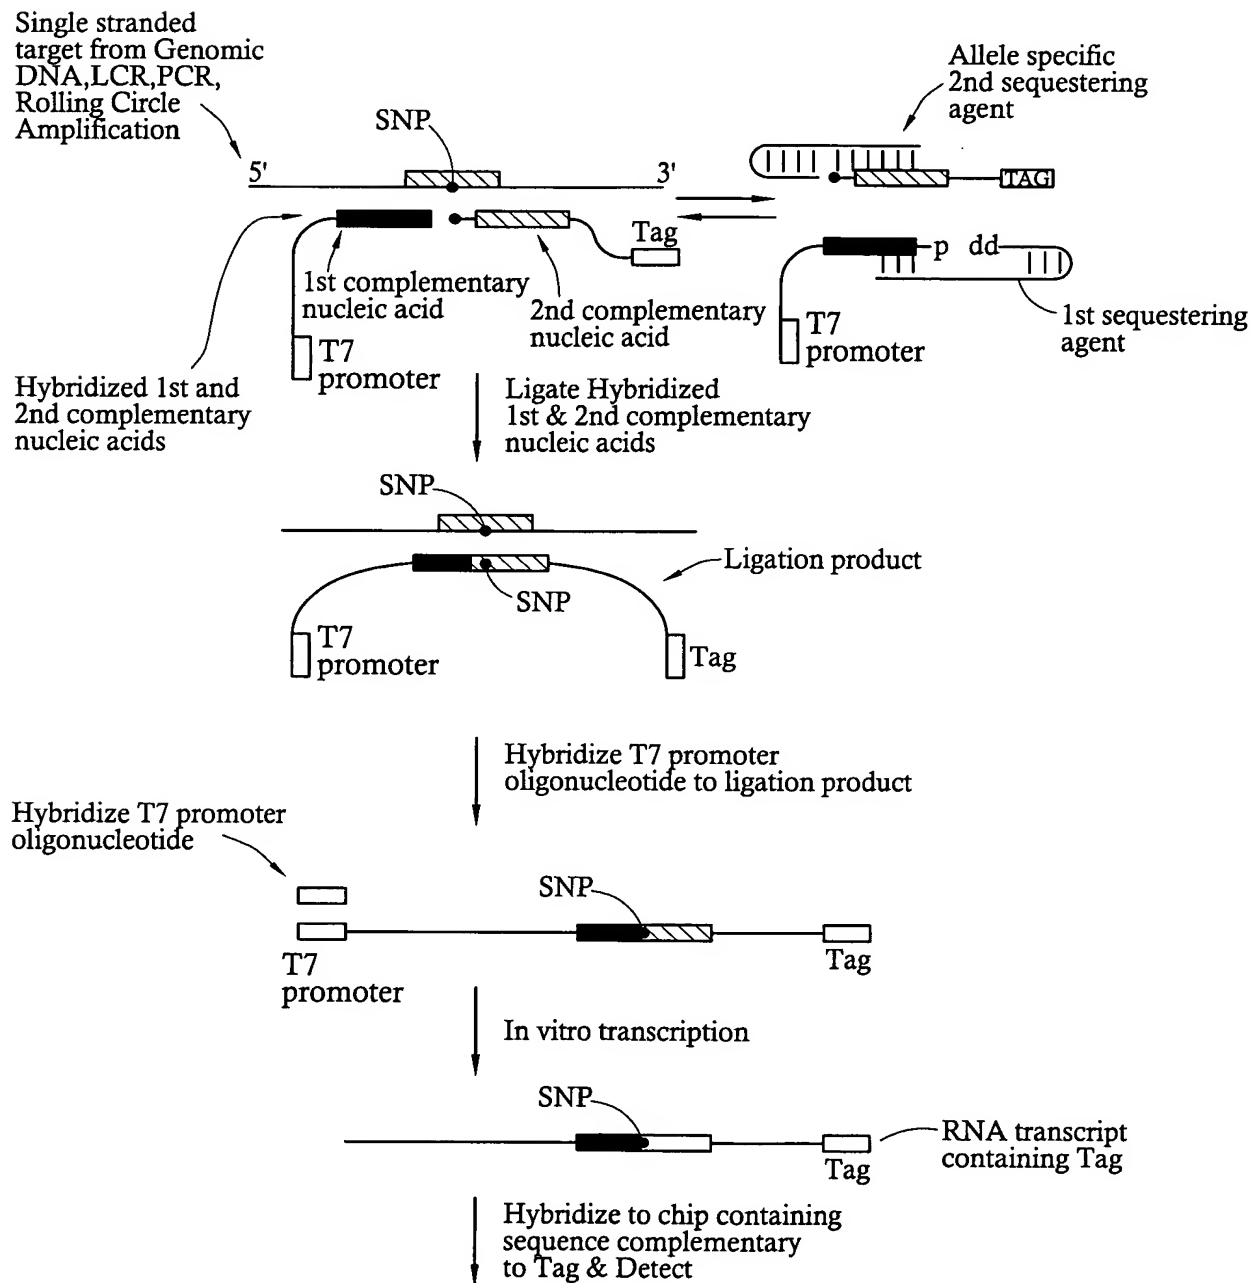 Single stranded
target from Genomic
DNA,LCR,PCR,
Rolling Circle
Amplification
SNP
5'
3'
Allele specific
2nd sequestering
agent
TAG
Tag
1st complementary
nucleic acid
2nd complementary
nucleic acid
T7
promoter
p dd
T7
promoter
1st sequestering
agent
Hybridized 1st and
2nd complementary
nucleic acids
Ligate Hybridized
1st & 2nd complementary
nucleic acids
SNP
Ligation product
SNP
T7
promoter
Tag
Hybridize T7 promoter
oligonucleotide to ligation product
Hybridize T7 promoter
oligonucleotide
SNP
T7
promoter
Tag
In vitro transcription
SNP
RNA transcript
containing Tag
Tag
Hybridize to chip containing
sequence complementary
to Tag & Detect